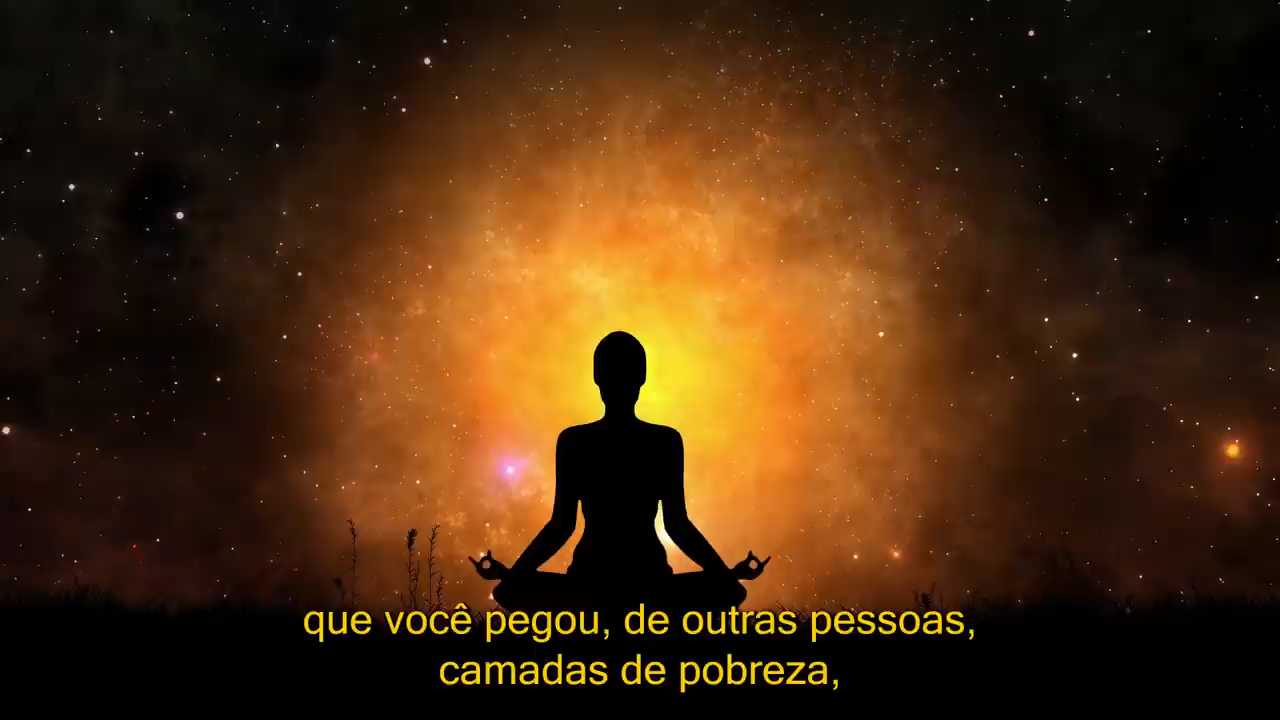 que você pegou, de outras pessoas,
camadas de pobreza,